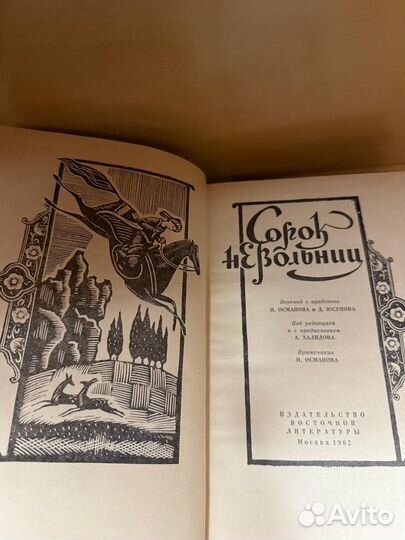 Сорок
невольниц
Перевод с арабского
Н. ОСМАНОВА и Д. ЮСУПОВА
Под редакцией
и с предисловием
А. ХАЛИДОВА
Примечания
Н. ОСМАНОВА
ИЗДАТЕЛЬСТВО
ВОСТОЧНОЙ
ЛИТЕРАТУРЫ
Москва 1962
Avito